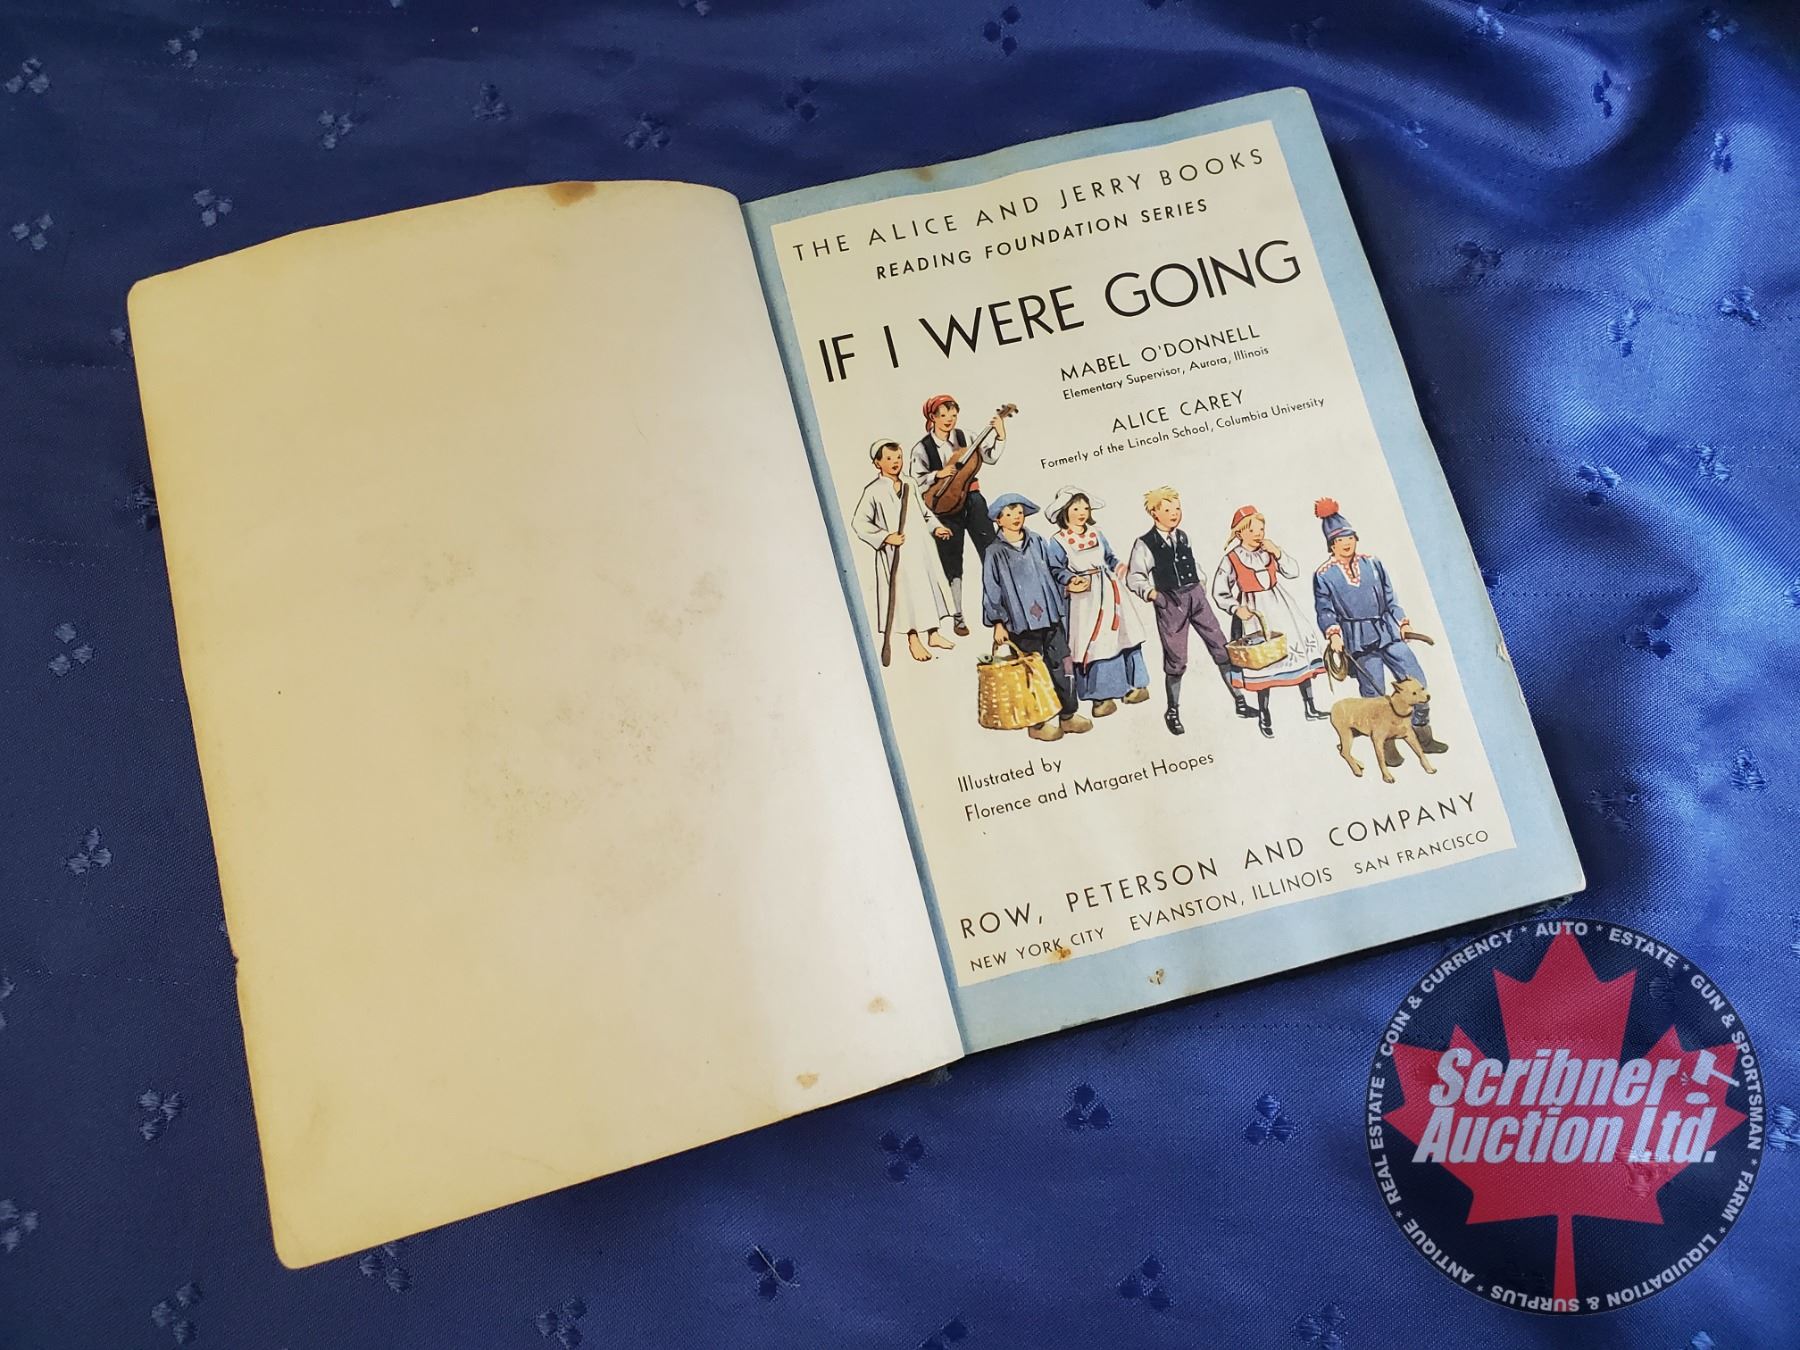 THE ALICE AND JERRY BOOKS
READING FOUNDATION SERIES
IF I WERE GOING
MABEL O'DONNELL
Elementary Supervisor, Aurora, Illinois
ALICE CAREY
Formerly of the Lincoln School, Columbia University
Illustrated by
Florence and Margaret Hoopes
ROW, PETERSON AND COMPANY
NEW YORK CITY EVANSTON, ILLINOIS SAN FRANCISCO
Scribner
Auction Ltd.
ANTIQUE * REAL ESTATE * COIN & CURRENCY * AUTO * ESTATE * GUN & SPORTSMAN * FARM * LIQUIDATION & SURPLUS *